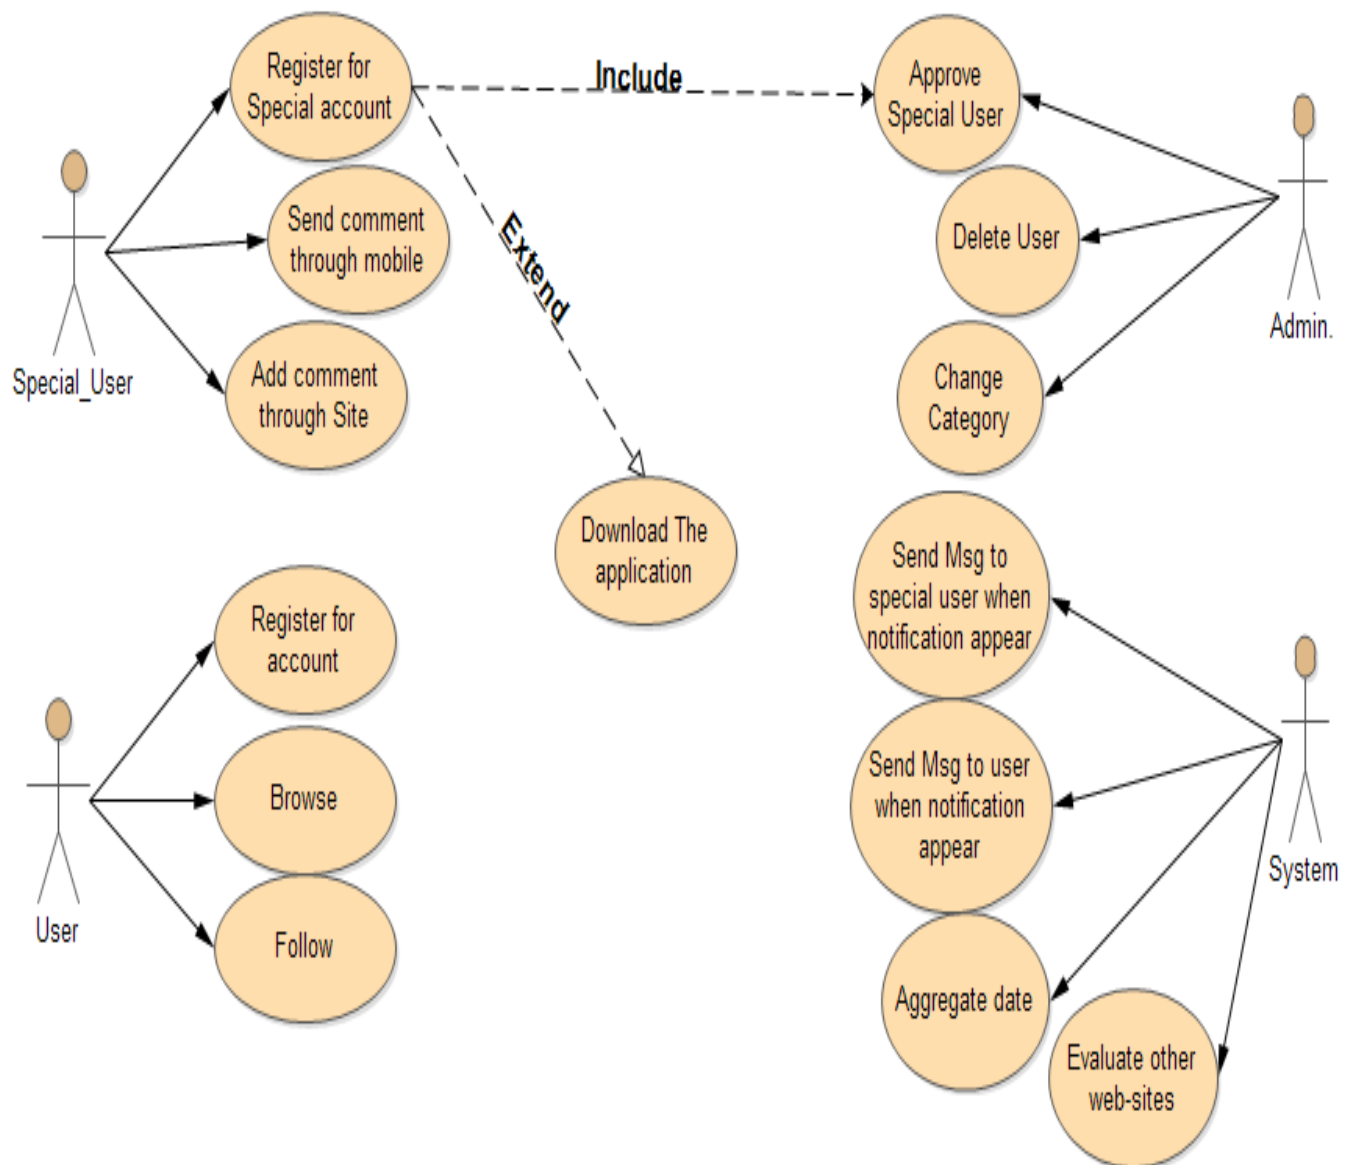 Register for
Special account
Include
Approve
Special User
Send comment
through mobile
Extend
Delete User
Admin.
Special_User
Add comment
through Site
Change
Category
Download The
application
Send Msg to
special user when
notification appear
Register for
account
Browse
Send Msg to user
when notification
appear
System
User
Follow
Aggregate date
Evaluate other
web-sites